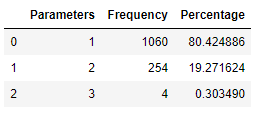 Parameters Frequency Percentage
0 1 1060 80.424886
1 2 254 19.271624
2 3 4 0.303490